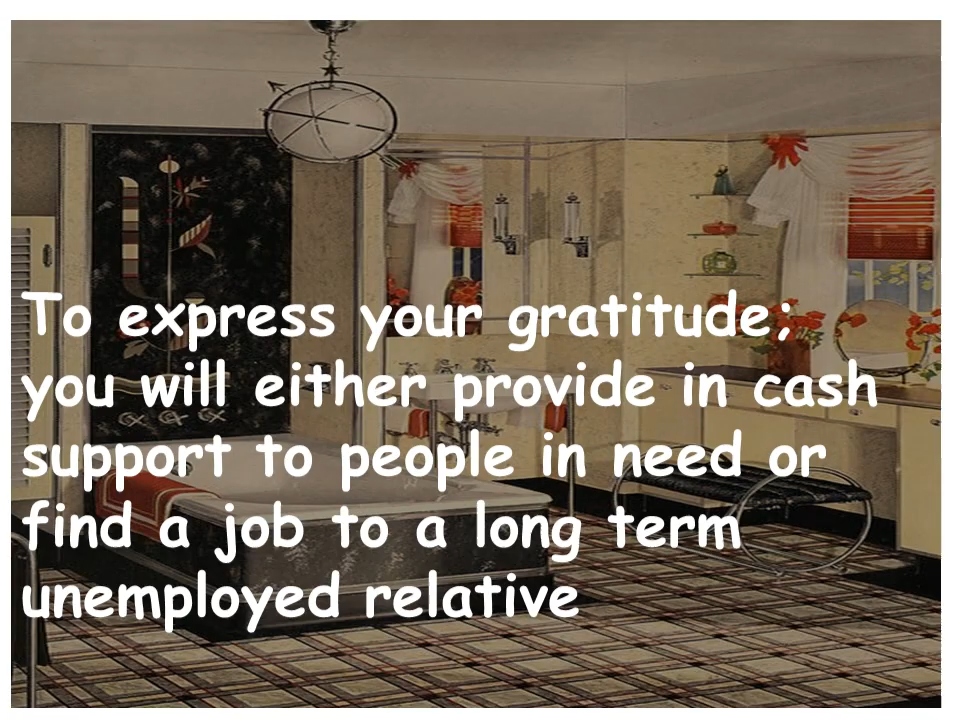 To express your gratitude;
you will either provide in cash
support to people in need or
find a job to a long term
unemployed relative